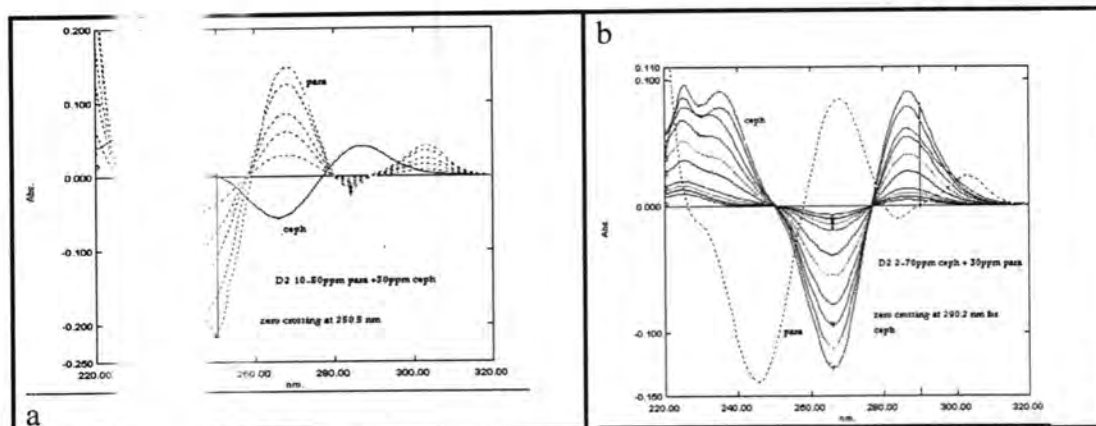 0.200
0.100
0.000
-0.100
-0.200
-0.250
Abs.
220.00
260.00
280.00
300.00
320.00
nm.
para
ceph
D2 10-50ppm para +30ppm ceph
zero crossing at 250.5 nm
a
b
0.110
0.100
0.000
-0.100
-0.150
Abs.
220.00
240.00
260.00
280.00
300.00
320.00
nm.
ceph
para
D2 2-70ppm ceph + 30ppm para
zero crossing at 290.2 nm for
ceph